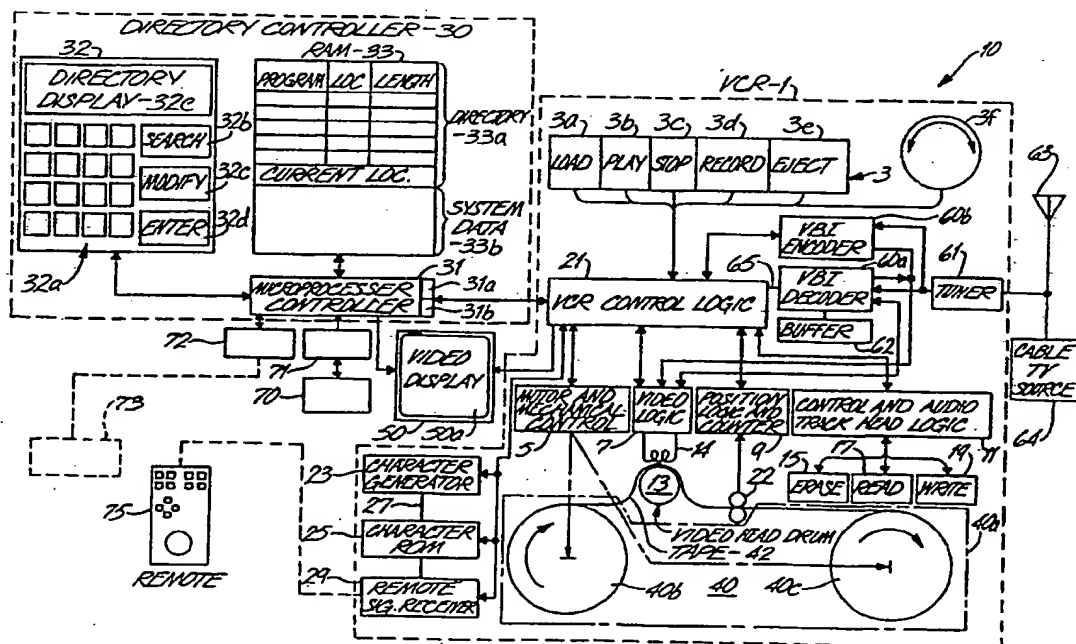 DIRECTORY CONTROLLER-30
32
DIRECTORY
DISPLAY-32e
SEARCH
32b
MODIFY
32c
ENTER
32d
32a
RAM-33
PROGRAM
LOC
LENGTH
CURRENT LOC.
DIRECTORY
-33a
SYSTEM
DATA
-33b
MICROPROCESSER
CONTROLLER
31
31a
31b
72
71
70
73
75
REMOTE
VIDEO
DISPLAY
50
50a
10
VCR-1
3a
3b
3c
3d
3e
LOAD
PLAY
STOP
RECORD
EJECT
3
3f
63
21
VCR CONTROL LOGIC
60b
VBI
ENCODER
65
60a
VBI
DECODER
BUFFER
62
61
TUNER
CABLE
TV
SOURCE
64
MOTOR AND
MECHANICAL
CONTROL
5
VIDEO
LOGIC
7
14
POSITION
LOGIC AND
COUNTER
9
CONTROL AND AUDIO
TRACK HEAD LOGIC
11
15
17
19
ERASE
READ
WRITE
22
13
VIDEO HEAD DRUM
TAPE-42
40a
40b
40
40c
23
CHARACTER
GENERATOR
27
25
CHARACTER
ROM
29
REMOTE
SIG. RECEIVER